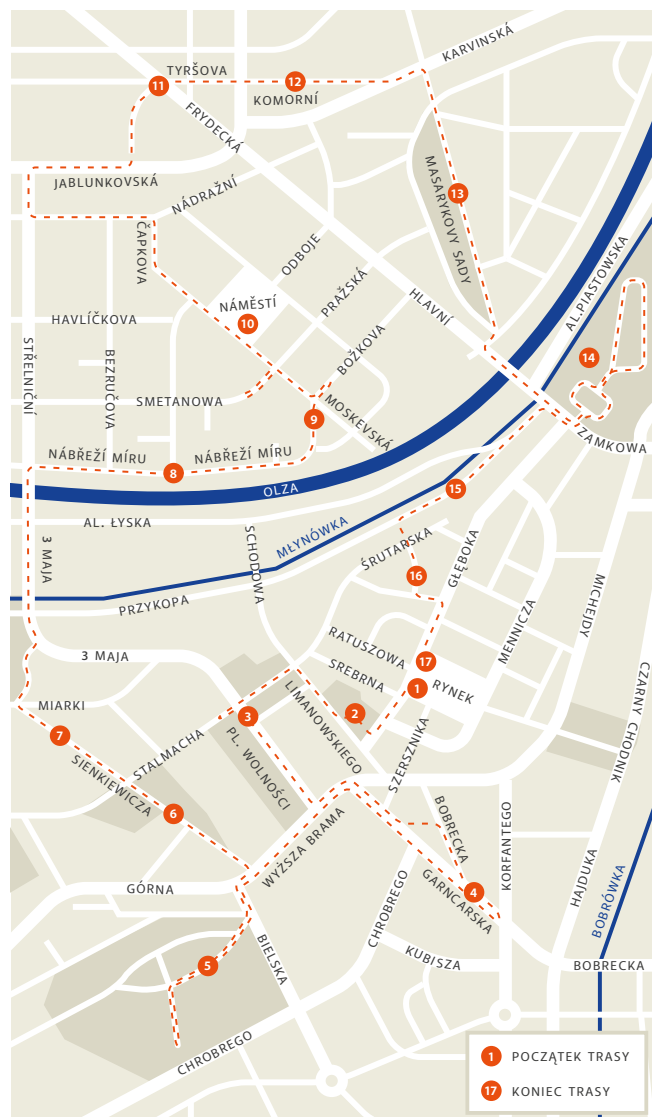 KARVINSKÁ
TYRŠOVA
12
11
KOMORNÍ
FRYDECKÁ
MASARYKOVY SADY
JABLUNKOVSKÁ
13
NÁDRAŽNÍ
ČAPKOVA
ODBOJE
AL.PIASTOWSKA
PRAŽSKÁ
HLAVNÍ
NÁMĚSTÍ
10
HAVLÍČKOVA
BOŽKOVA
STŘELNIČNÍ
BEZRUČOVA
14
SMETANOWA
MOSKEVSKÁ
9
ZAMKOWA
NÁBŘEŽÍ MÍRU
8
NÁBŘEŽÍ MÍRU
OLZA
15
AL. ŁYSKA
MŁYNÓWKA
SCHODOWA
3 MAJA
ŚRUTARSKA
GŁĘBOKA
16
MICHEJDY
PRZYKOPA
MENNICZA
RATUSZOWA
3 MAJA
17
SREBRNA
1
RYNEK
CZARNY CHODNIK
MIARKI
2
LIMANOWSKIEGO
3
7
STALMACHA
PL. WOLNOŚCI
SZERSZNIKA
SIENKIEWICZA
6
BOBRECKA
KORFANTEGO
WYŻSZA BRAMA
HAJDUKA
GÓRNA
4
GARNCARSKA
CHROBREGO
BOBRÓWKA
BIELSKA
KUBISZA
BOBRECKA
5
CHROBREGO
1 POCZĄTEK TRASY
17 KONIEC TRASY